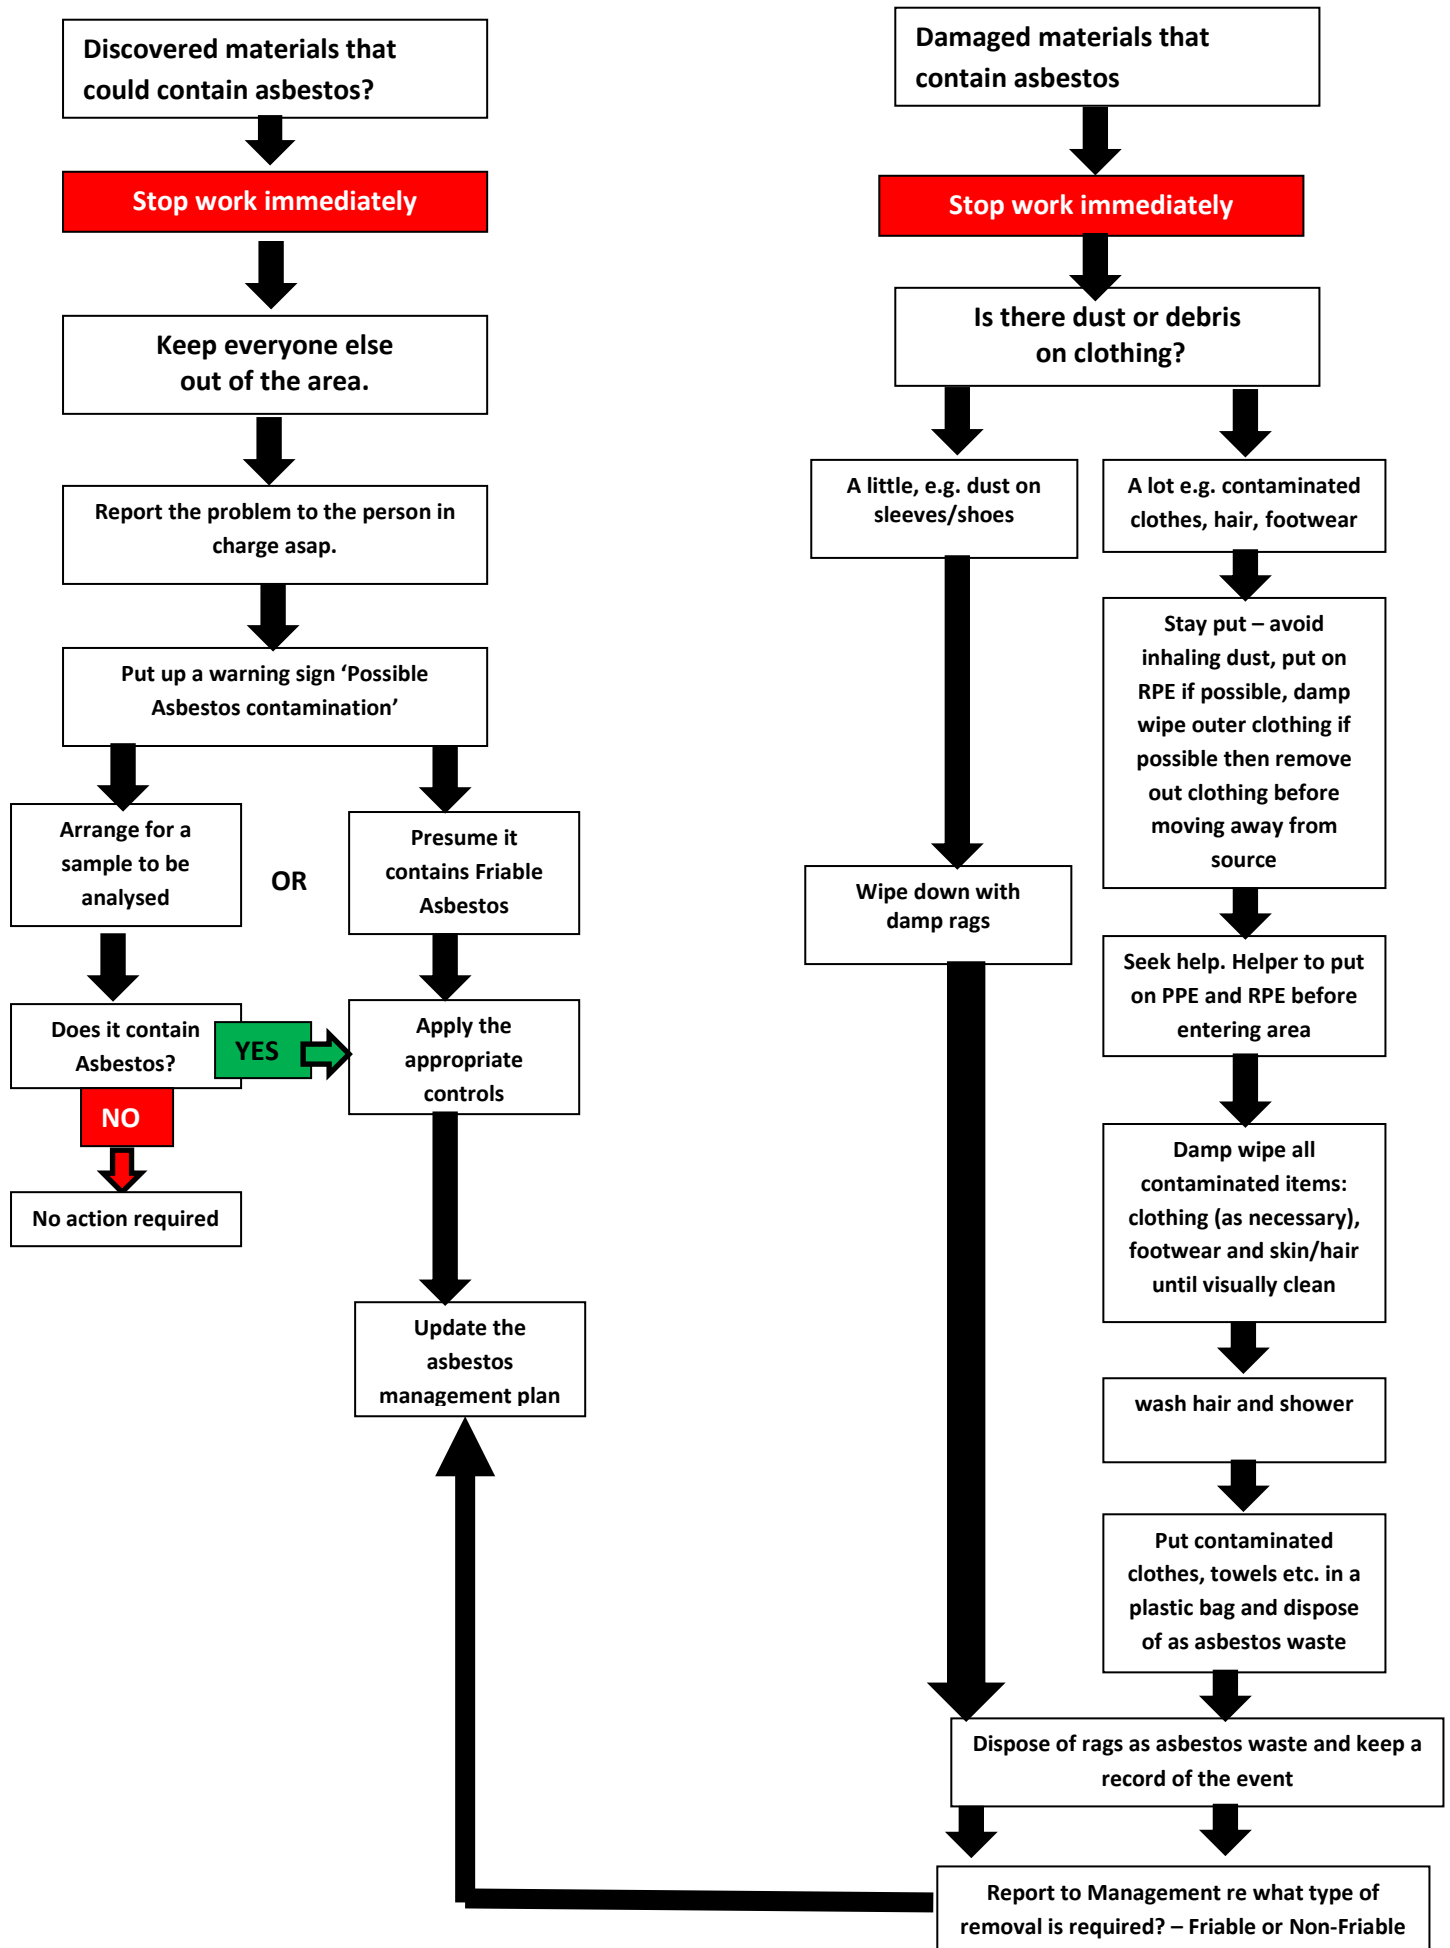 Discovered materials that
could contain asbestos?
Stop work immediately
Keep everyone else
out of the area.
Report the problem to the person in
charge asap.
Put up a warning sign ‘Possible
Asbestos contamination’
Arrange for a
sample to be
analysed
OR
Presume it
contains Friable
Asbestos
Does it contain
Asbestos?
YES
NO
No action required
Apply the
appropriate
controls
Update the
asbestos
management plan
Damaged materials that
contain asbestos
Stop work immediately
Is there dust or debris
on clothing?
A little, e.g. dust on
sleeves/shoes
Wipe down with
damp rags
A lot e.g. contaminated
clothes, hair, footwear
Stay put – avoid
inhaling dust, put on
RPE if possible, damp
wipe outer clothing if
possible then remove
out clothing before
moving away from
source
Seek help. Helper to put
on PPE and RPE before
entering area
Damp wipe all
contaminated items:
clothing (as necessary),
footwear and skin/hair
until visually clean
wash hair and shower
Put contaminated
clothes, towels etc. in a
plastic bag and dispose
of as asbestos waste
Dispose of rags as asbestos waste and keep a
record of the event
Report to Management re what type of
removal is required? – Friable or Non-Friable